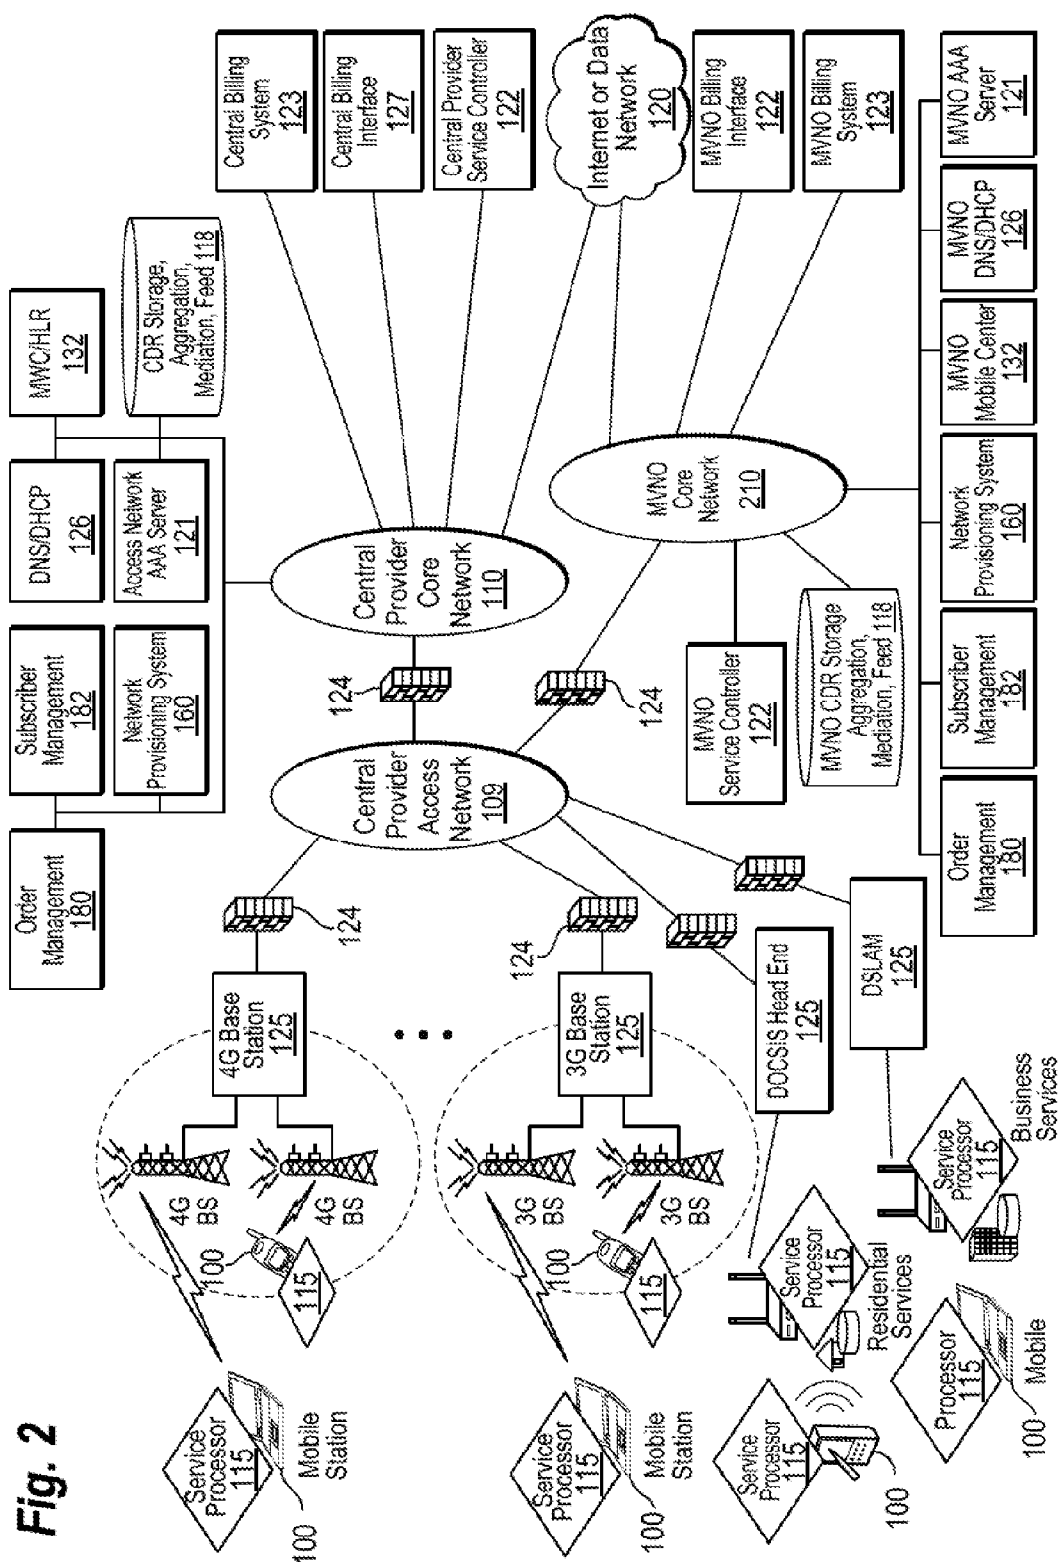 Fig. 2
Order
Management
180
Subscriber
Management
182
DNS/DHCP
126
MWC/HLR
132
Network
Provisioning System
160
Access Network
AAA Server
121
CDR Storage,
Aggregation,
Mediation, Feed 118
Central Billing
System
123
Central Billing
Interface
127
Central Provider
Service Controller
122
Internet or Data
Network
120
MVNO Billing
Interface
122
MVNO Billing
System
123
Central
Provider
Core
Network
110
124
Central
Provider
Access
Network
109
124
MVNO
Core
Network
210
MVNO
Service Controller
122
MVNO CDR Storage
Aggregation,
Mediation, Feed 118
Order
Management
180
Subscriber
Management
182
Network
Provisioning System
160
MVNO
Mobile Center
132
MVNO
DNS/DHCP
126
MVNO AAA
Server
121
124
4G Base
Station
125
4G
BS
4G
BS
100
115
Service
Processor
115
100
Mobile
Station
124
3G Base
Station
125
3G
BS
3G
BS
100
115
Service
Processor
115
100
Mobile
Station
DOCSIS Head End
125
DSLAM
125
Service
Processor
115
Residential
Services
Service
Processor
115
Business
Services
Service
Processor
115
100
Processor
115
100
Mobile